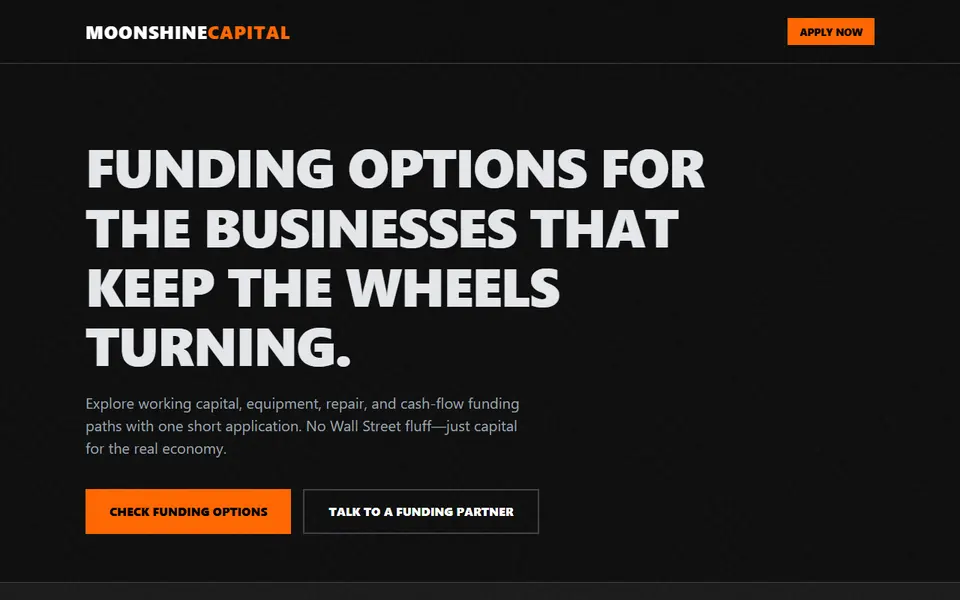 MOONSHINECAPITAL
APPLY NOW
FUNDING OPTIONS FOR
THE BUSINESSES THAT
KEEP THE WHEELS
TURNING.
Explore working capital, equipment, repair, and cash-flow funding
paths with one short application. No Wall Street fluff—just capital
for the real economy.
CHECK FUNDING OPTIONS
TALK TO A FUNDING PARTNER